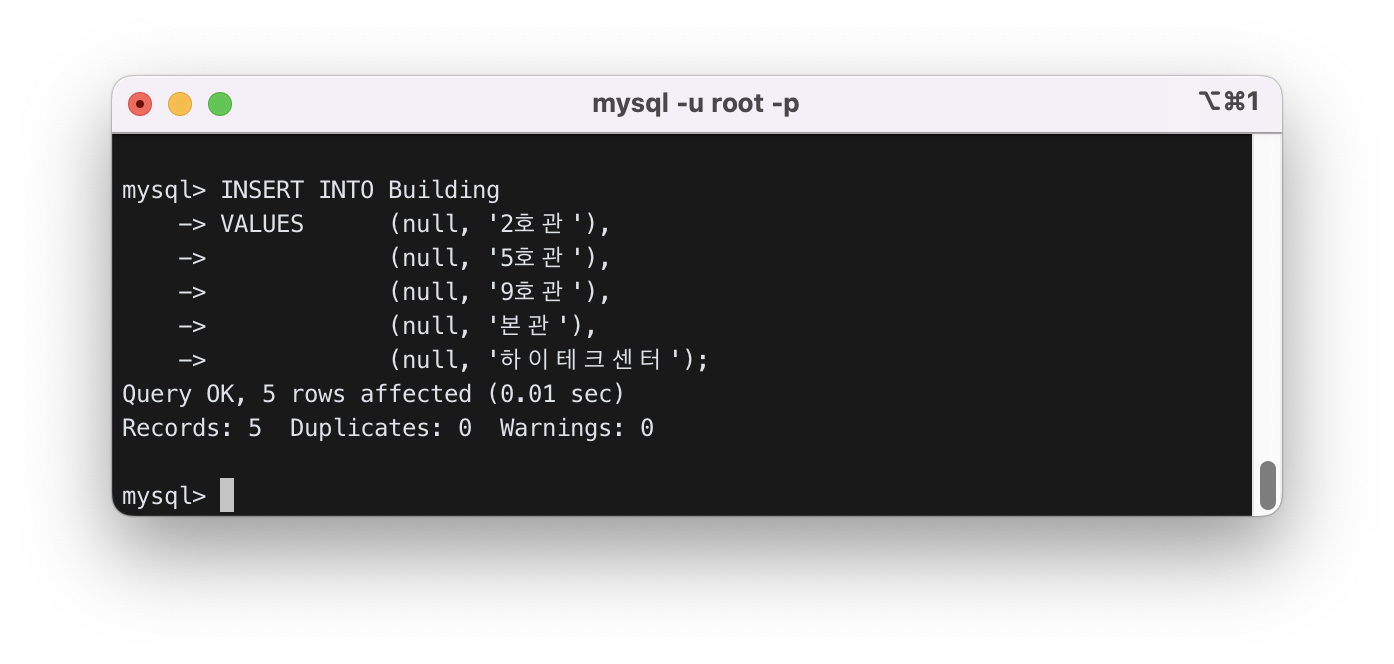 mysql -u root -p
⌥⌘1
mysql> INSERT INTO Building
    -> VALUES      (null, '2호관'),
    ->             (null, '5호관'),
    ->             (null, '9호관'),
    ->             (null, '본관'),
    ->             (null, '하이테크센터');
Query OK, 5 rows affected (0.01 sec)
Records: 5  Duplicates: 0  Warnings: 0
mysql>